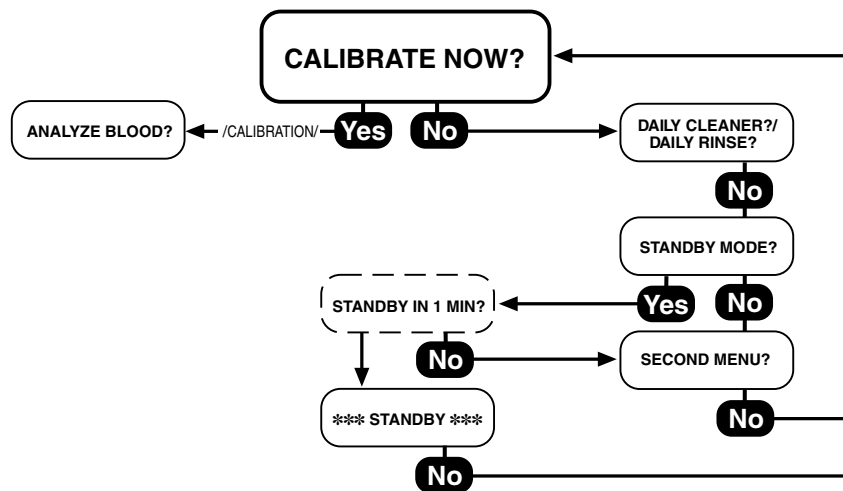 CALIBRATE NOW?
ANALYZE BLOOD?
/CALIBRATION/
Yes
No
DAILY CLEANER?/
DAILY RINSE?
No
STANDBY MODE?
Yes
No
STANDBY IN 1 MIN?
No
SECOND MENU?
No
*** STANDBY ***
No